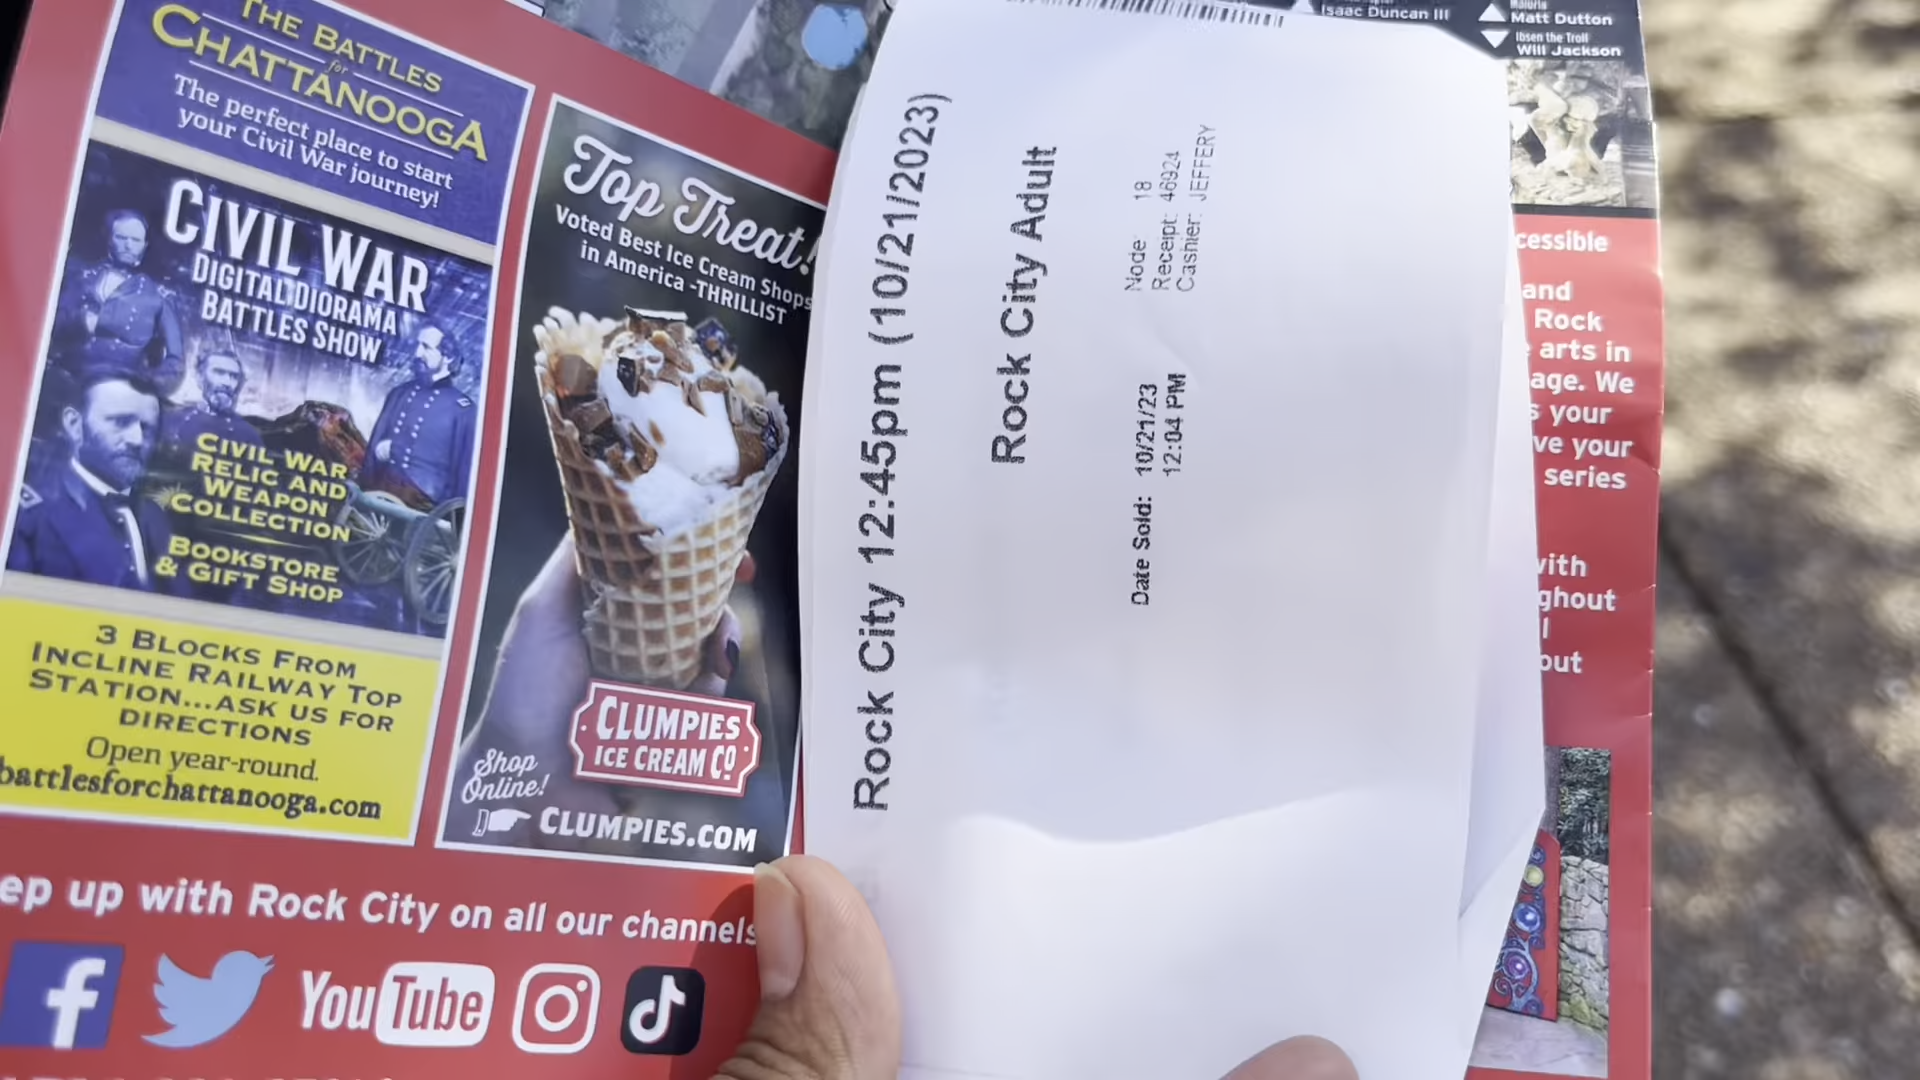 THE BATTLES
for
CHATTANOOGA
The perfect place to start
your Civil War journey!
CIVIL WAR
DIGITAL DIORAMA
BATTLES SHOW
CIVIL WAR
RELIC AND
WEAPON
COLLECTION
BOOKSTORE
& GIFT SHOP
3 BLOCKS FROM
INCLINE RAILWAY TOP
STATION...ASK US FOR
DIRECTIONS
Open year-round.
battlesforchattanooga.com
Top Treat!
Voted Best Ice Cream Shops
in America -THRILLIST
CLUMPIES
ICE CREAM CO
Shop
Online!
CLUMPIES.COM
ep up with Rock City on all our channels
f
YouTube
Rock City 12:45pm (10/21/2023)
Rock City Adult
Node: 18
Receipt: 46924
Cashier: JEFFERY
Date Sold: 10/21/23
12:04 PM
Isaac Duncan III
Matt Dutton
Ibsen the Troll
Will Jackson
cessible
and
Rock
arts in
age. We
s your
ve your
series
with
ghout
out